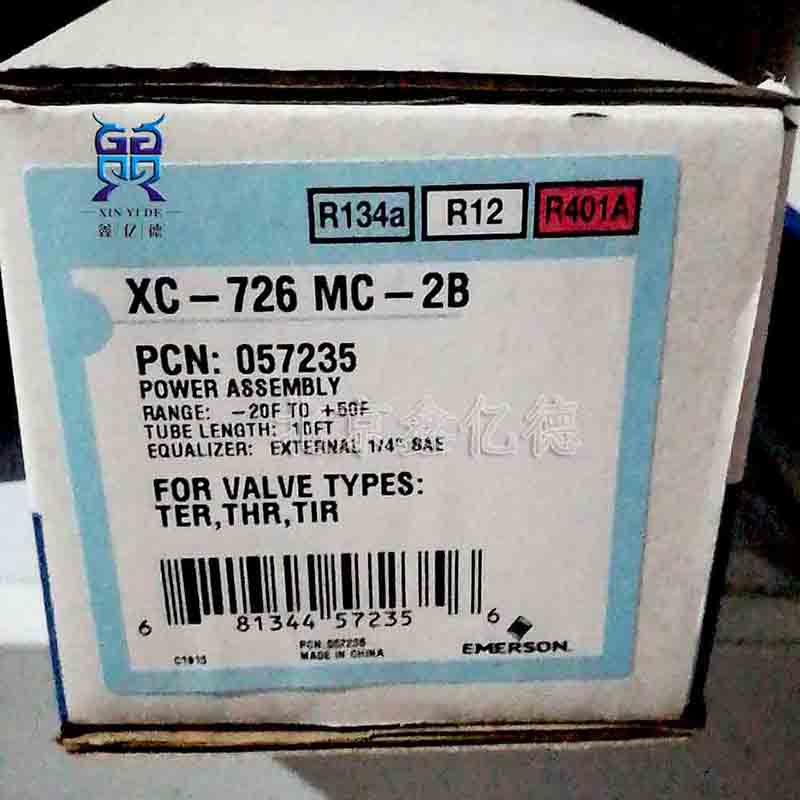 XIN YI DE
鑫亿德
R134a R12 R401A
XC-726 MC-2B
PCN: 057235
POWER ASSEMBLY
RANGE: -20F TO +50F
TUBE LENGTH: 10FT
EQUALIZER: EXTERNAL 1/4" SAE
京鑫亿德
FOR VALVE TYPES:
TER,THR,TIR
6 81344 57235 6
PCN 057235
MADE IN CHINA
EMERSON